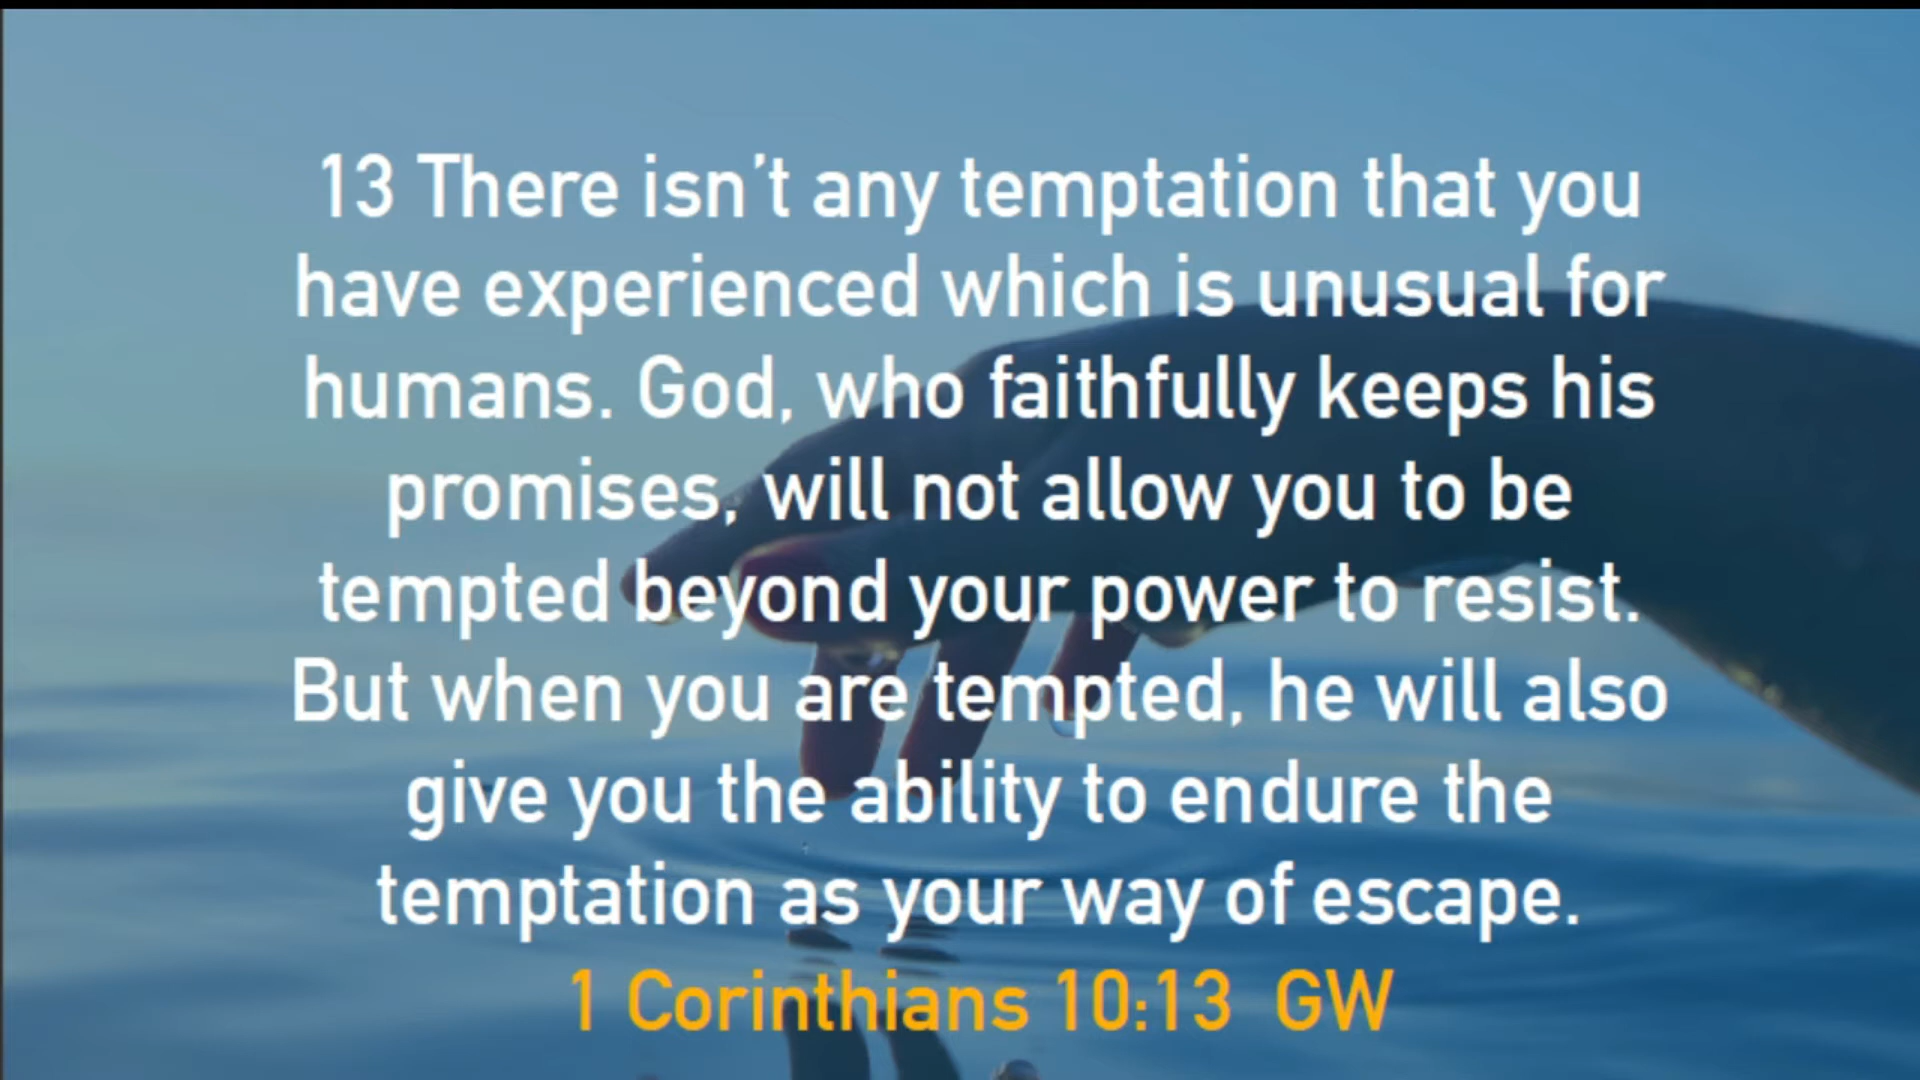 13 There isn’t any temptation that you
have experienced which is unusual for
humans. God, who faithfully keeps his
promises, will not allow you to be
tempted beyond your power to resist.
But when you are tempted, he will also
give you the ability to endure the
temptation as your way of escape.
1 Corinthians 10:13 GW